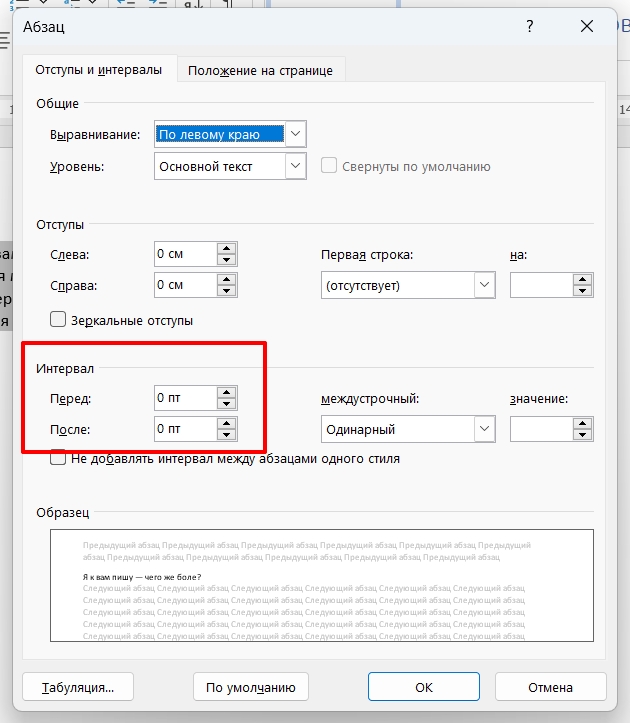 Абзац
?
Отступы и интервалы
Положение на странице
Общие
Выравнивание: По левому краю
Уровень: Основной текст Свернуты по умолчанию
Отступы
Слева: 0 см Первая строка: на:
Справа: 0 см (отсутствует)
Зеркальные отступы
Интервал
Перед: 0 пт междустрочный: значение:
После: 0 пт Одинарный
Не добавлять интервал между абзацами одного стиля
Образец
Предыдущий абзац Предыдущий абзац Предыдущий абзац Предыдущий абзац Предыдущий абзац Предыдущий
абзац Предыдущий абзац Предыдущий абзац Предыдущий абзац Предыдущий абзац Предыдущий абзац
Я к вам пишу — чего же боле?
Следующий абзац Следующий абзац Следующий абзац Следующий абзац Следующий абзац Следующий абзац
Следующий абзац Следующий абзац Следующий абзац Следующий абзац Следующий абзац Следующий абзац
Следующий абзац Следующий абзац Следующий абзац Следующий абзац Следующий абзац Следующий абзац
Следующий абзац Следующий абзац Следующий абзац Следующий абзац Следующий абзац Следующий абзац
Следующий абзац Следующий абзац Следующий абзац Следующий абзац Следующий абзац Следующий абзац
Табуляция... По умолчанию ОК Отмена